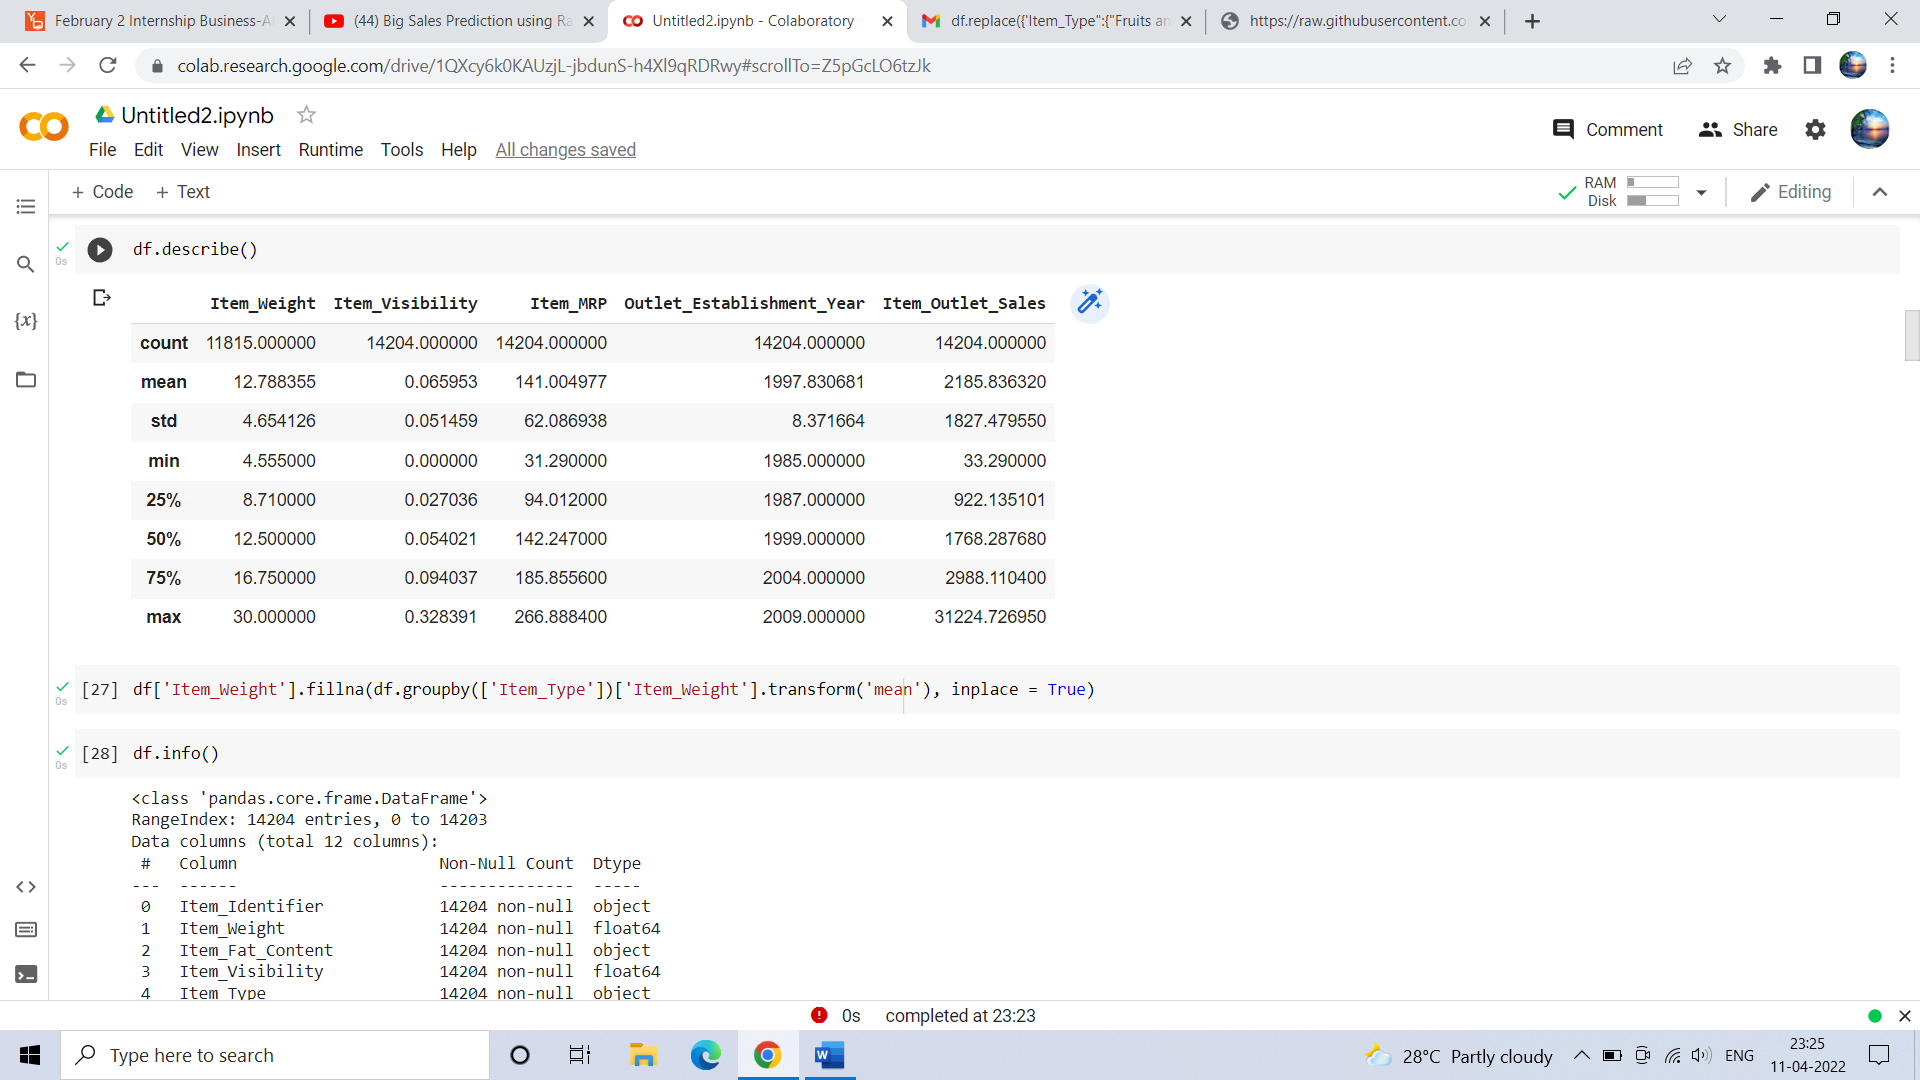 February 2 Internship Business-A
(44) Big Sales Prediction using Ra
Untitled2.ipynb - Colaboratory
df.replace({'Item_Type':{"Fruits an
https://raw.githubusercontent.co
colab.research.google.com/drive/1QXcy6k0KAUzjL-jbdunS-h4Xl9qRDRwy#scrollTo=Z5pGcLO6tzJk
Untitled2.ipynb
Comment
Share
File Edit View Insert Runtime Tools Help All changes saved
+ Code + Text
RAM
Disk
Editing
0s
df.describe()
{x}
Item_Weight Item_Visibility Item_MRP Outlet_Establishment_Year Item_Outlet_Sales
count 11815.000000 14204.000000 14204.000000 14204.000000 14204.000000
mean 12.788355 0.065953 141.004977 1997.830681 2185.836320
std 4.654126 0.051459 62.086938 8.371664 1827.479550
min 4.555000 0.000000 31.290000 1985.000000 33.290000
25% 8.710000 0.027036 94.012000 1987.000000 922.135101
50% 12.500000 0.054021 142.247000 1999.000000 1768.287680
75% 16.750000 0.094037 185.855600 2004.000000 2988.110400
max 30.000000 0.328391 266.888400 2009.000000 31224.726950
0s
[27] df['Item_Weight'].fillna(df.groupby(['Item_Type'])['Item_Weight'].transform('mean'), inplace = True)
0s
[28] df.info()
<class 'pandas.core.frame.DataFrame'>
RangeIndex: 14204 entries, 0 to 14203
Data columns (total 12 columns):
# Column Non-Null Count Dtype
--- ------ -------------- -----
0 Item_Identifier 14204 non-null object
1 Item_Weight 14204 non-null float64
2 Item_Fat_Content 14204 non-null object
3 Item_Visibility 14204 non-null float64
4 Item_Type 14204 non-null object
0s completed at 23:23
Type here to search
28°C Partly cloudy
ENG
23:25
11-04-2022